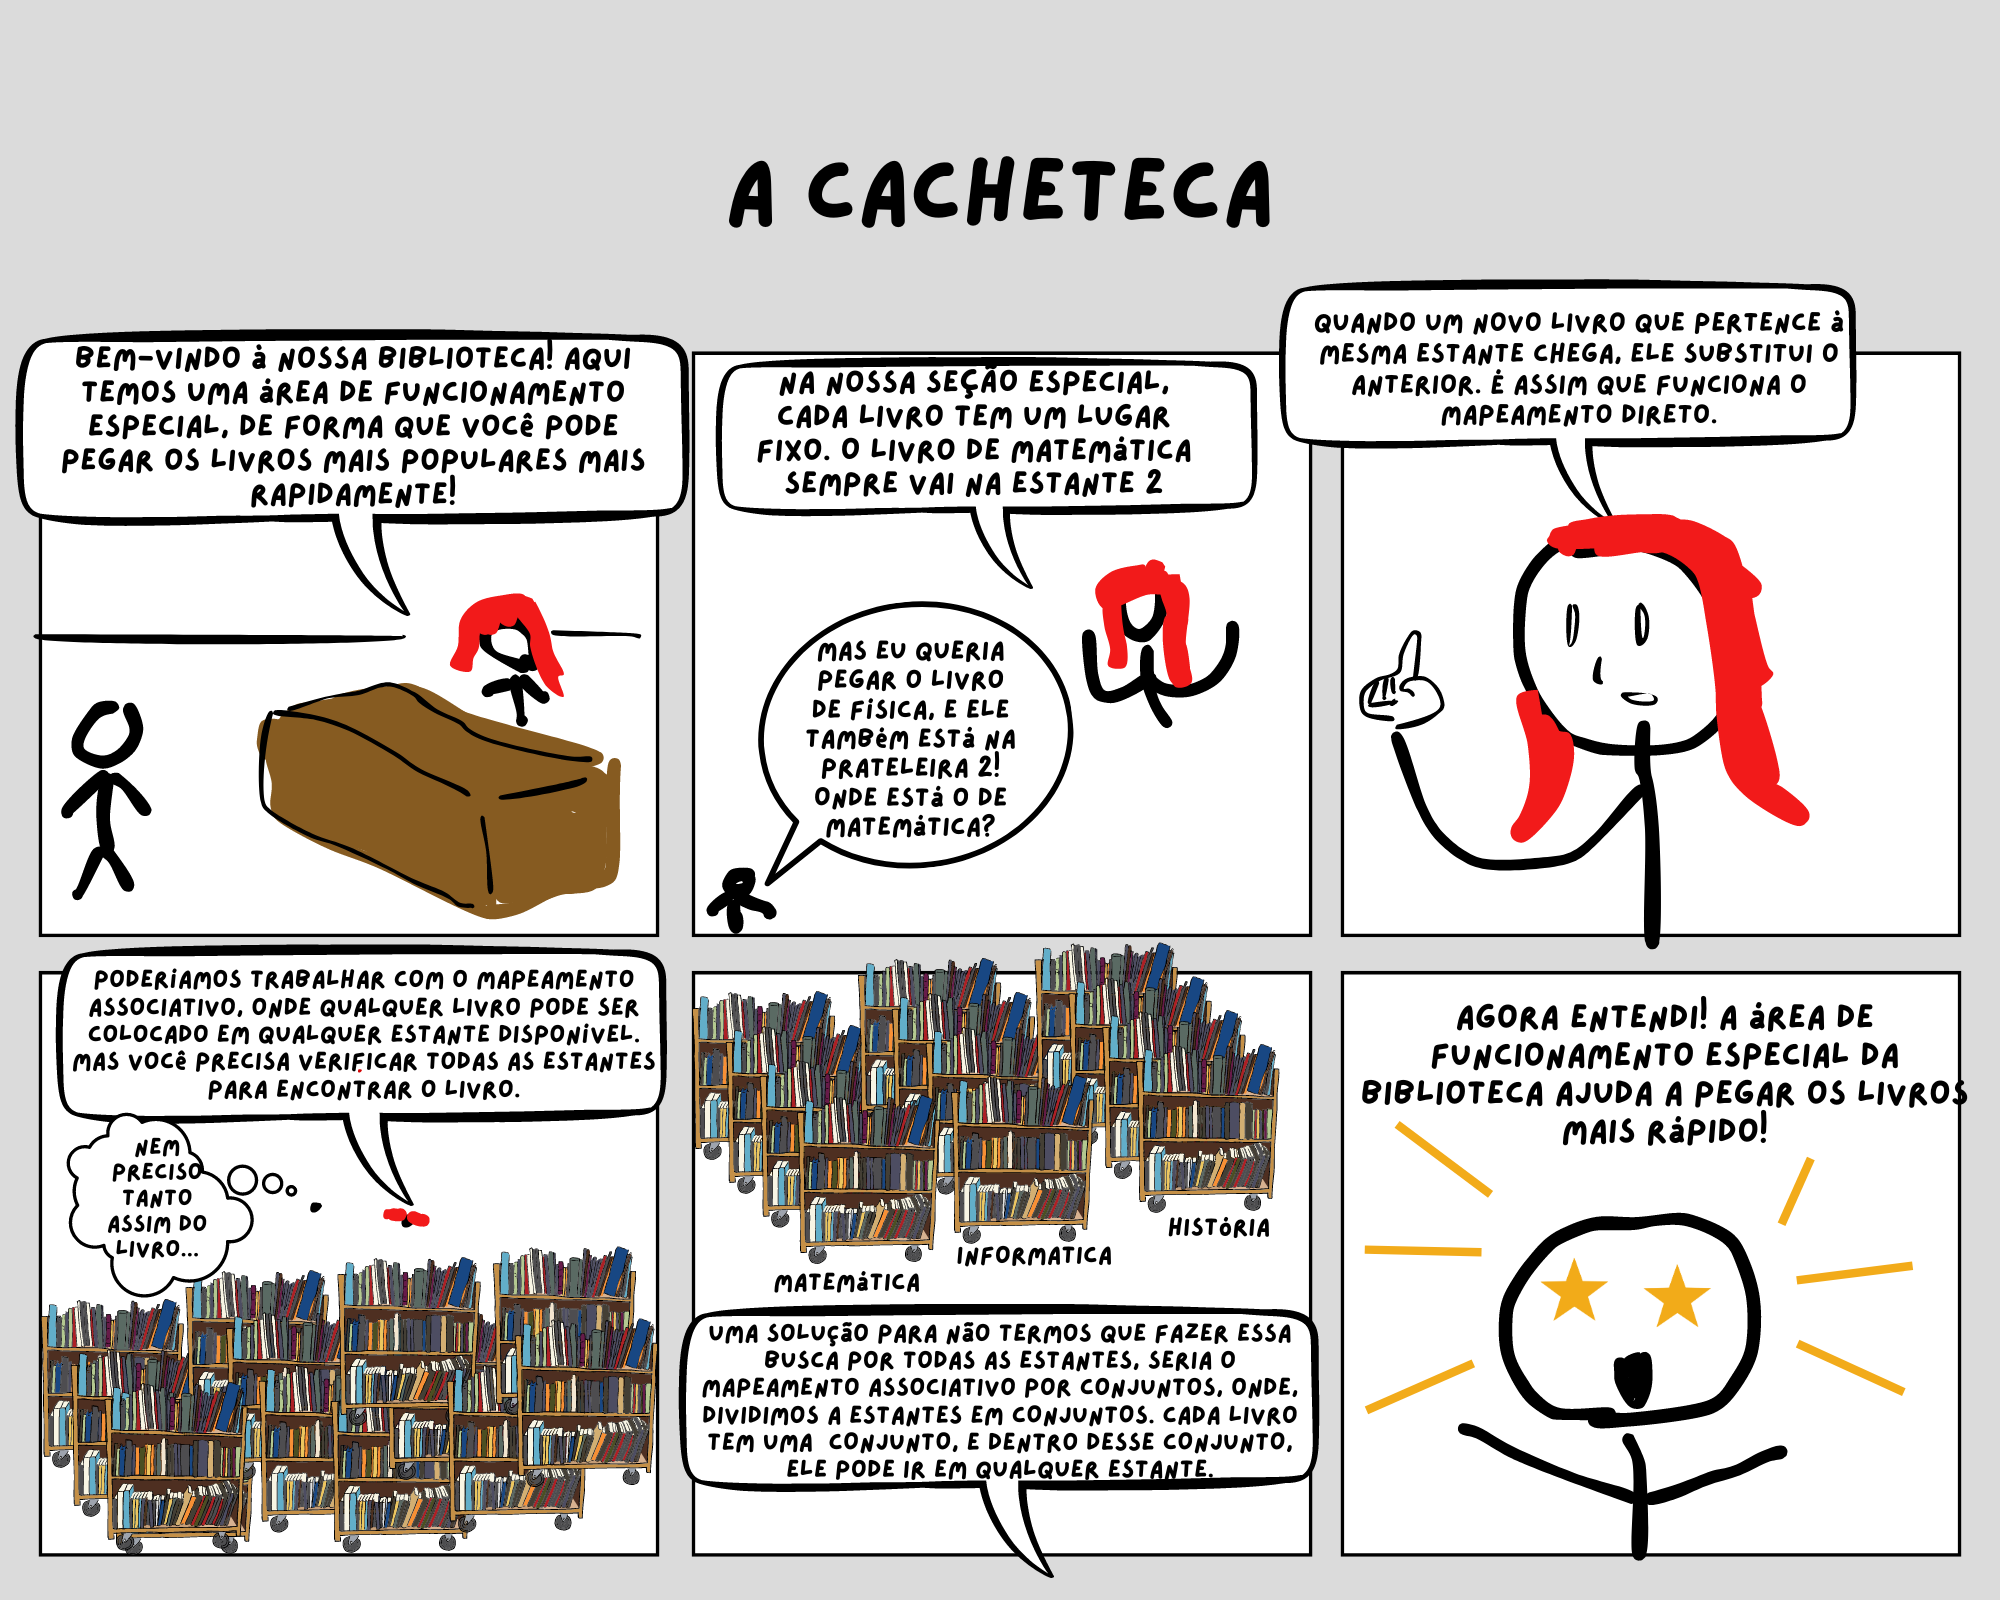 A CACHETECA
BEM-VINDO à NOSSA BIBLIOTECA! AQUI
TEMOS UMA áREA DE FUNCIONAMENTO
ESPECIAL, DE FORMA QUE VOCê PODE
PEGAR OS LIVROS MAIS POPULARES MAIS
RAPIDAMENTE!
NA NOSSA SEÇÃO ESPECIAL,
CADA LIVRO TEM UM LUGAR
FIXO. O LIVRO DE MATEMáTICA
SEMPRE VAI NA ESTANTE 2
MAS EU QUERIA
PEGAR O LIVRO
DE FíSICA, E ELE
TAMBéM ESTá NA
PRATELEIRA 2!
ONDE ESTá O DE
MATEMáTICA?
QUANDO UM NOVO LIVRO QUE PERTENCE à
MESMA ESTANTE CHEGA, ELE SUBSTITUI O
ANTERIOR. É ASSIM QUE FUNCIONA O
MAPEAMENTO DIRETO.
PODERíAMOS TRABALHAR COM O MAPEAMENTO
ASSOCIATIVO, ONDE QUALQUER LIVRO PODE SER
COLOCADO EM QUALQUER ESTANTE DISPONíVEL.
MAS VOCê PRECISA VERIFICAR TODAS AS ESTANTES
PARA ENCONTRAR O LIVRO.
NEM
PRECISO
TANTO
ASSIM DO
LIVRO...
HISTóRIA
INFORMATICA
MATEMáTICA
UMA SOLUçãO PARA NãO TERMOS QUE FAZER ESSA
BUSCA POR TODAS AS ESTANTES, SERIA O
MAPEAMENTO ASSOCIATIVO POR CONJUNTOS, ONDE,
DIVIDIMOS A ESTANTES EM CONJUNTOS. CADA LIVRO
TEM UMA CONJUNTO, E DENTRO DESSE CONJUNTO,
ELE PODE IR EM QUALQUER ESTANTE.
AGORA ENTENDI! A áREA DE
FUNCIONAMENTO ESPECIAL DA
BIBLIOTECA AJUDA A PEGAR OS LIVROS
MAIS RáPIDO!